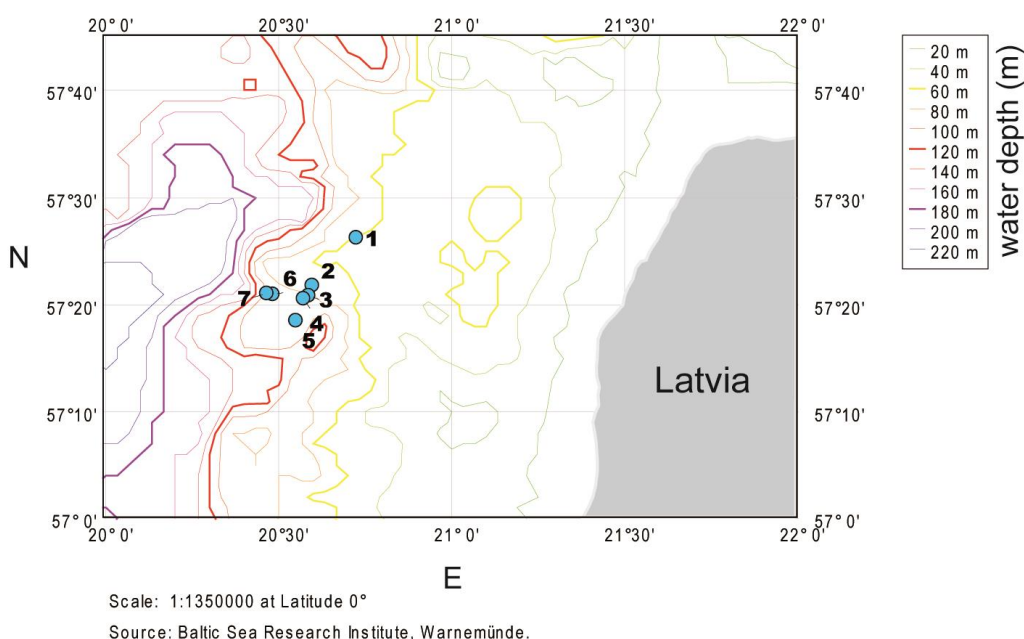 20° 0' 20°30' 21° 0' 21°30' 22° 0'
57°40' 57°40'
57°30' 57°30'
57°20' 57°20'
57°10' 57°10'
57° 0' 57° 0'
20° 0' 20°30' 21° 0' 21°30' 22° 0'
N
E
1
2
6
7
3
4
5
Latvia
20 m
40 m
60 m
80 m
100 m
120 m
140 m
160 m
180 m
200 m
220 m
water depth (m)
Scale: 1:1350000 at Latitude 0°
Source: Baltic Sea Research Institute, Warnemünde.